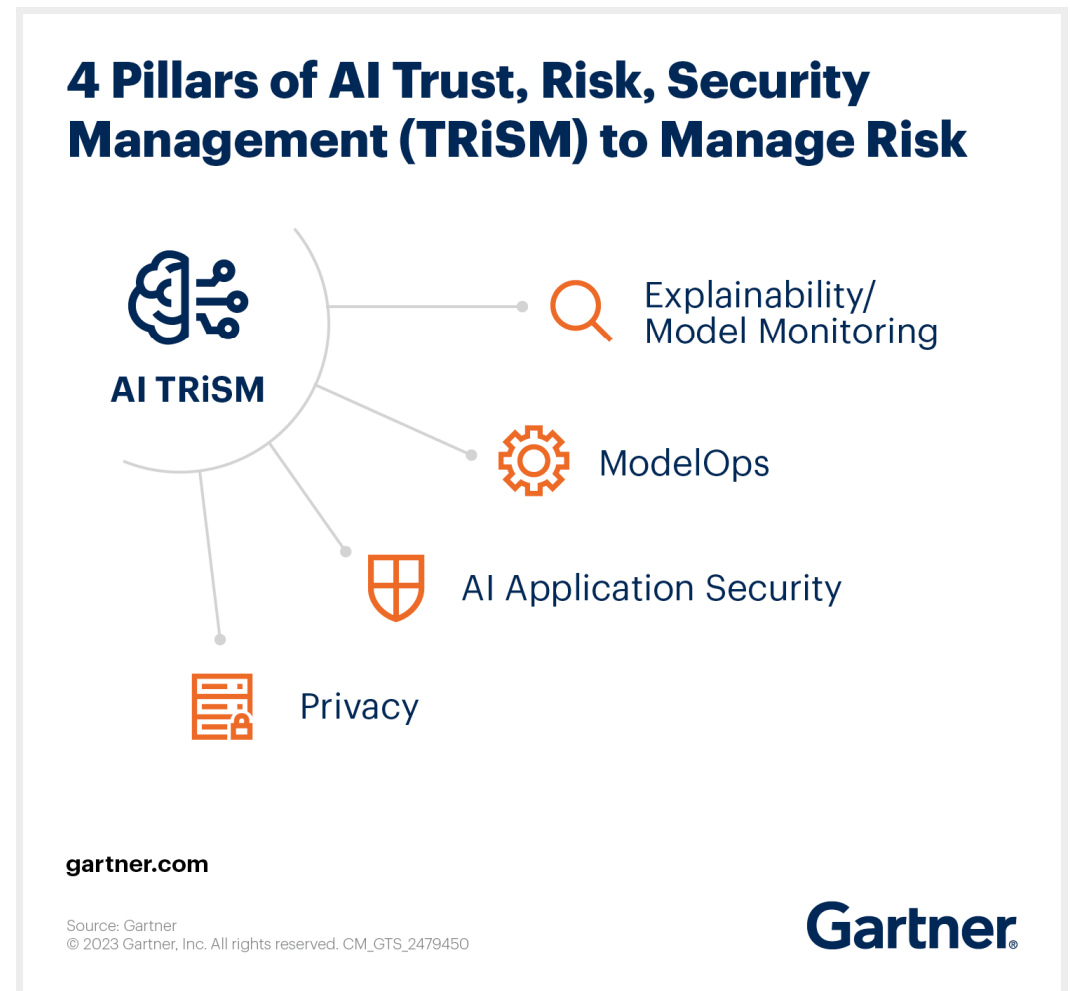 4 Pillars of AI Trust, Risk, Security
Management (TRiSM) to Manage Risk
AI TRiSM
Explainability/
Model Monitoring
ModelOps
AI Application Security
Privacy
gartner.com
Source: Gartner
© 2023 Gartner, Inc. All rights reserved. CM_GTS_2479450
Gartner®